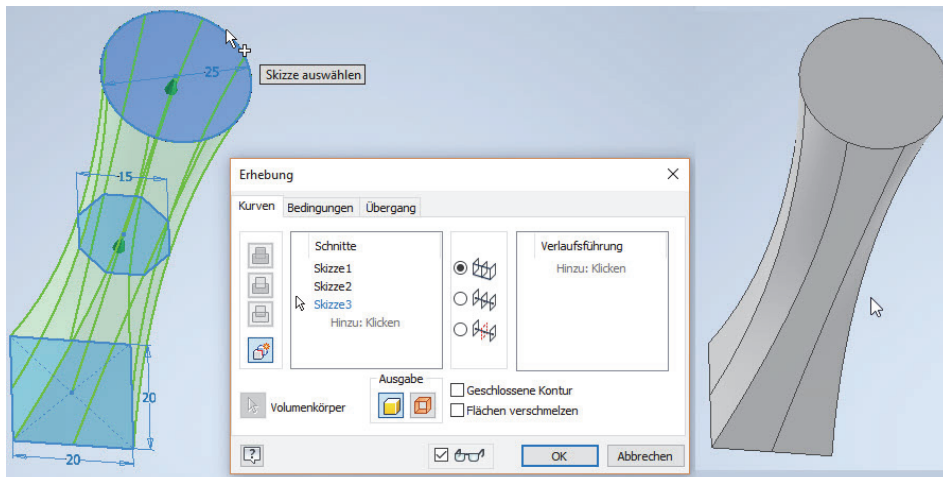 25
Skizze auswählen
15
20
20
Erhebung
Kurven Bedingungen Übergang
Schnitte
Skizze1
Skizze2
Skizze3
Hinzu: Klicken
Verlaufsführung
Hinzu: Klicken
Volumenkörper
Ausgabe
Geschlossene Kontur
Flächen verschmelzen
?
OK
Abbrechen